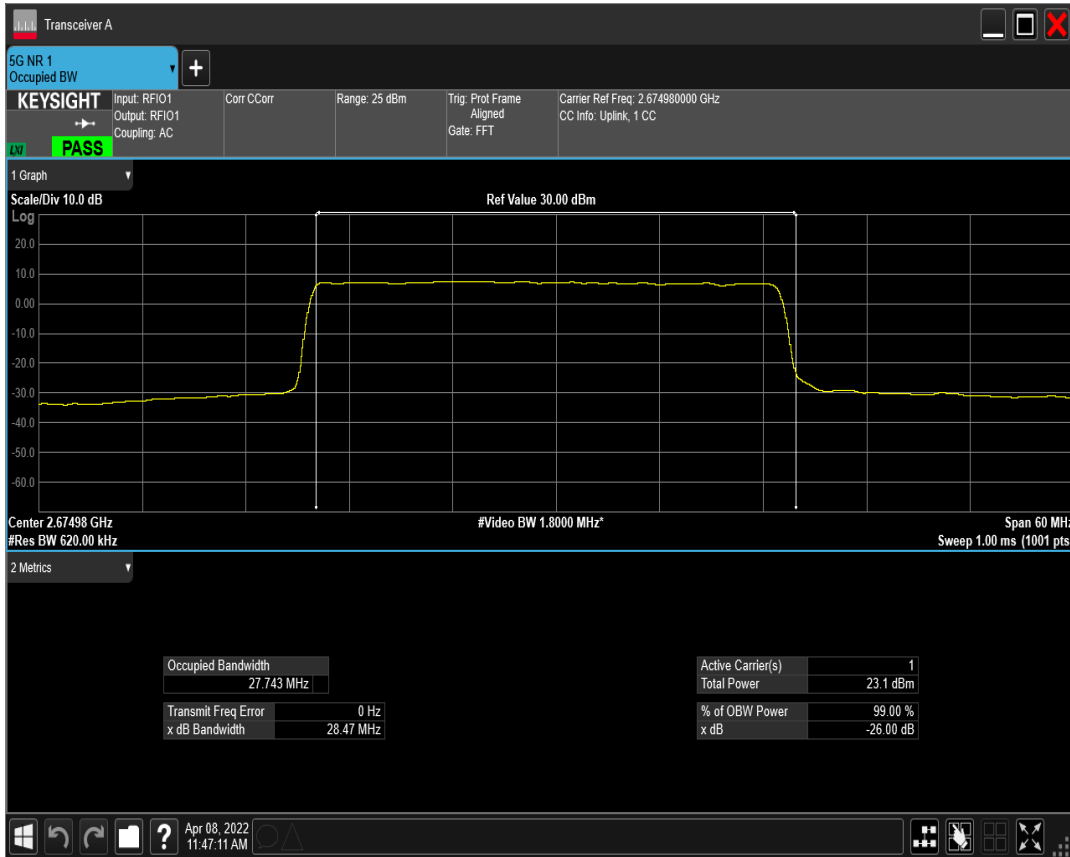 Transceiver A
5G NR 1
Occupied BW
+
KEYSIGHT
LXI
PASS
Input: RFIO1
Output: RFIO1
Coupling: AC
Corr CCorr
Range: 25 dBm
Trig: Prot Frame
Aligned
Gate: FFT
Carrier Ref Freq: 2.674980000 GHz
CC Info: Uplink, 1 CC
1 Graph
Scale/Div 10.0 dB
Ref Value 30.00 dBm
Log
20.0
10.0
0.00
-10.0
-20.0
-30.0
-40.0
-50.0
-60.0
Center 2.67498 GHz
#Video BW 1.8000 MHz*
Span 60 MHz
#Res BW 620.00 kHz
Sweep 1.00 ms (1001 pts
2 Metrics
Occupied Bandwidth
27.743 MHz
Transmit Freq Error 0 Hz
x dB Bandwidth 28.47 MHz
Active Carrier(s) 1
Total Power 23.1 dBm
% of OBW Power 99.00 %
x dB -26.00 dB
?
Apr 08, 2022
11:47:11 AM